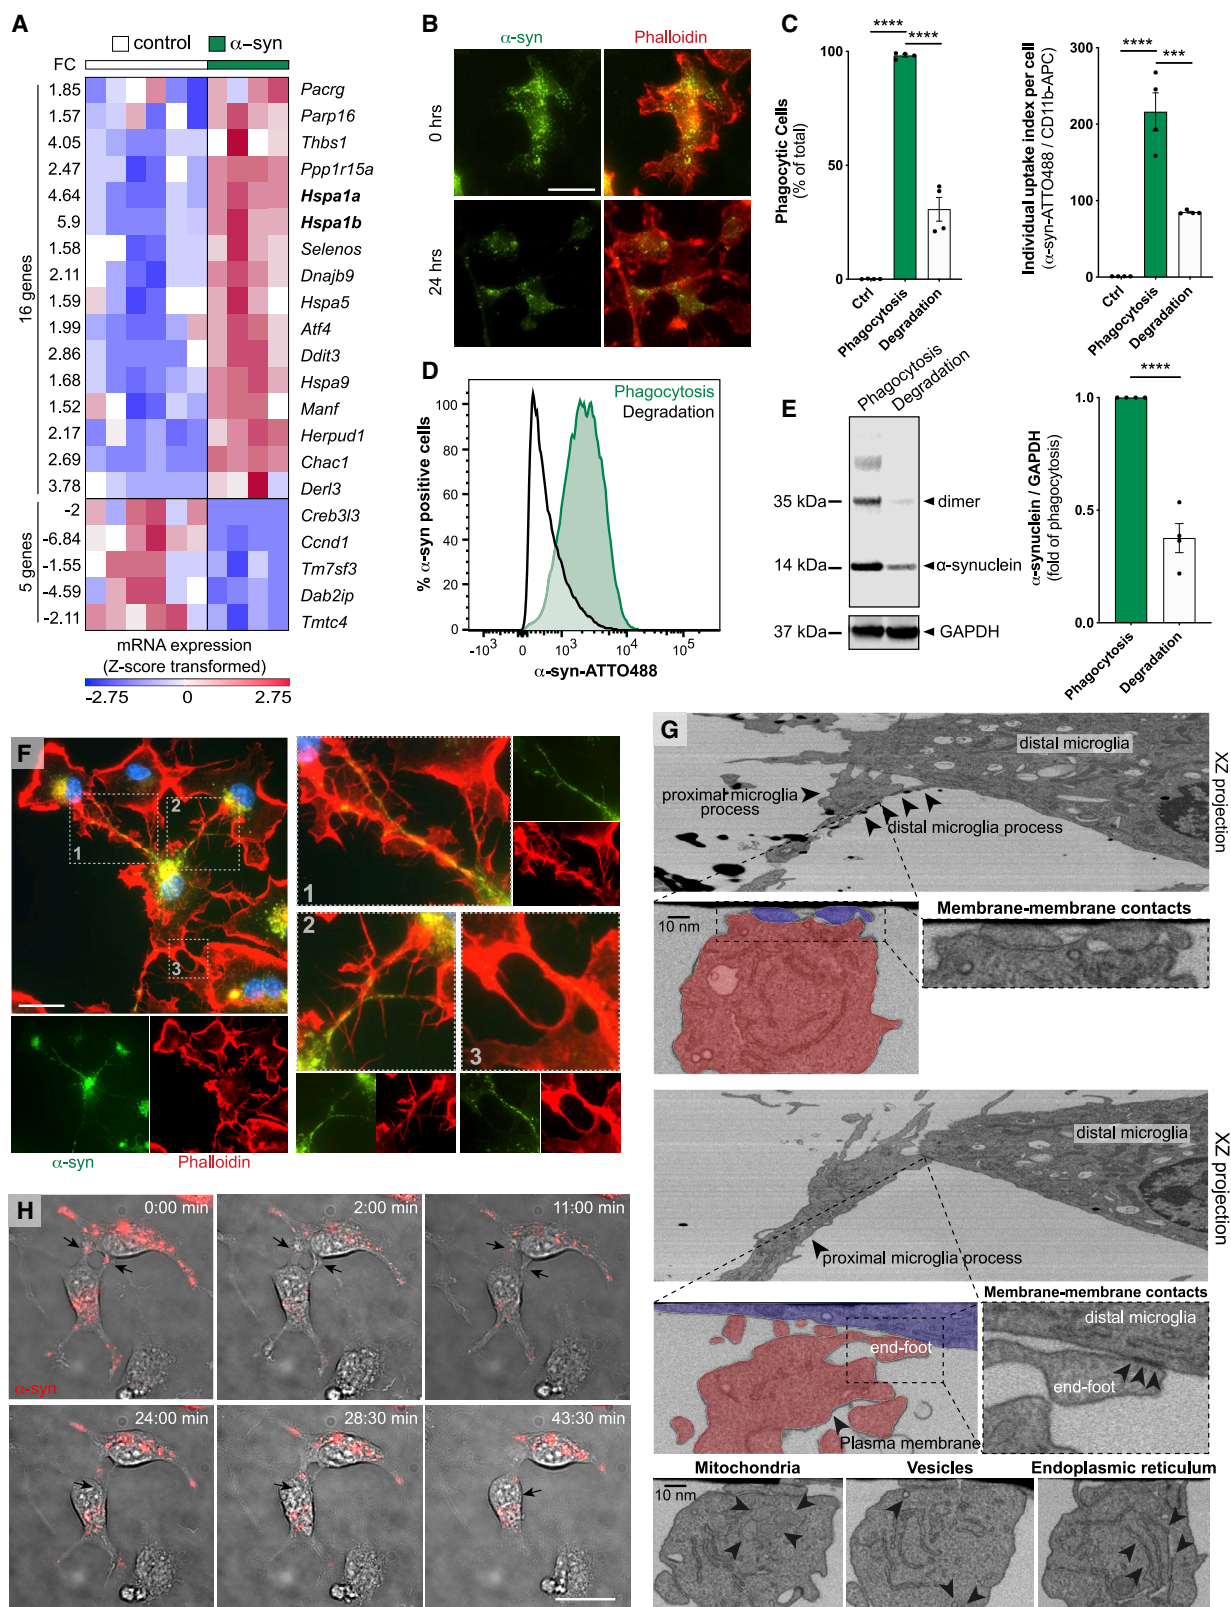 A
control
α-syn
FC
16 genes
1.85 Pacrg
1.57 Parp16
4.05 Thbs1
2.47 Ppp1r15a
4.64 Hspa1a
5.9 Hspa1b
1.58 Selenos
2.11 Dnajb9
1.59 Hspa5
1.99 Atf4
2.86 Ddit3
1.68 Hspa9
1.52 Manf
2.17 Herpud1
2.69 Chac1
3.78 Derl3
5 genes
-2 Creb3l3
-6.84 Ccnd1
-1.55 Tm7sf3
-4.59 Dab2ip
-2.11 Tmtc4
mRNA expression
(Z-score transformed)
-2.75 0 2.75
B
α-syn Phalloidin
0 hrs
24 hrs
C
Phagocytic Cells
(% of total)
100
50
0
**** ****
Ctrl
Phagocytosis
Degradation
Individual uptake index per cell
(α-syn-ATTO488 / CD11b-APC)
300
200
100
0
**** ***
Ctrl
Phagocytosis
Degradation
D
Phagocytosis
Degradation
% α-syn positive cells
100
80
60
40
20
0
-10³ 0 10³ 10⁴ 10⁵
α-syn-ATTO488
E
Phagocytosis
Degradation
35 kDa dimer
14 kDa α-synuclein
37 kDa GAPDH
α-synuclein / GAPDH
(fold of phagocytosis)
1.0
0.5
0
****
Phagocytosis
Degradation
F
1
2
3
1
2
3
α-syn Phalloidin
G
distal microglia
proximal microglia
process
distal microglia process
XZ projection
10 nm
Membrane-membrane contacts
distal microglia
proximal microglia process
XZ projection
Membrane-membrane contacts
end-foot
Plasma membrane
distal microglia
end-foot
Mitochondria Vesicles Endoplasmic reticulum
10 nm
H
0:00 min 2:00 min 11:00 min
α-syn
24:00 min 28:30 min 43:30 min